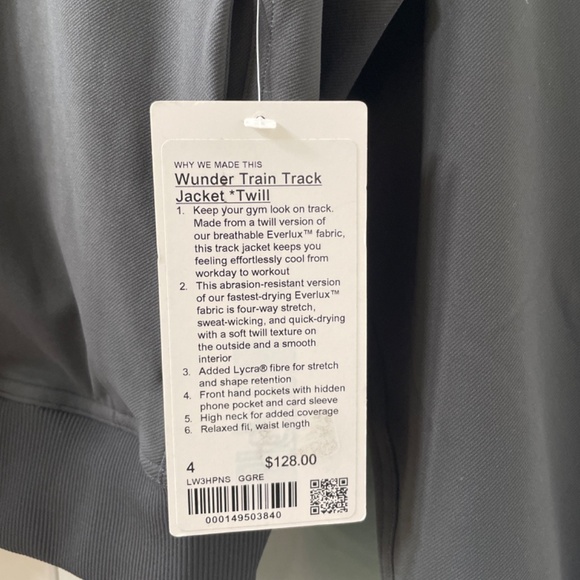 WHY WE MADE THIS
Wunder Train Track
Jacket *Twill
1. Keep your gym look on track.
Made from a twill version of
our breathable Everlux™ fabric,
this track jacket keeps you
feeling effortlessly cool from
workday to workout
2. This abrasion-resistant version
of our fastest-drying Everlux™
fabric is four-way stretch,
sweat-wicking, and quick-drying
with a soft twill texture on
the outside and a smooth
interior
3. Added Lycra® fibre for stretch
and shape retention
4. Front hand pockets with hidden
phone pocket and card sleeve
5. High neck for added coverage
6. Relaxed fit, waist length
4 $128.00
LW3HPNS GGRE
000149503840